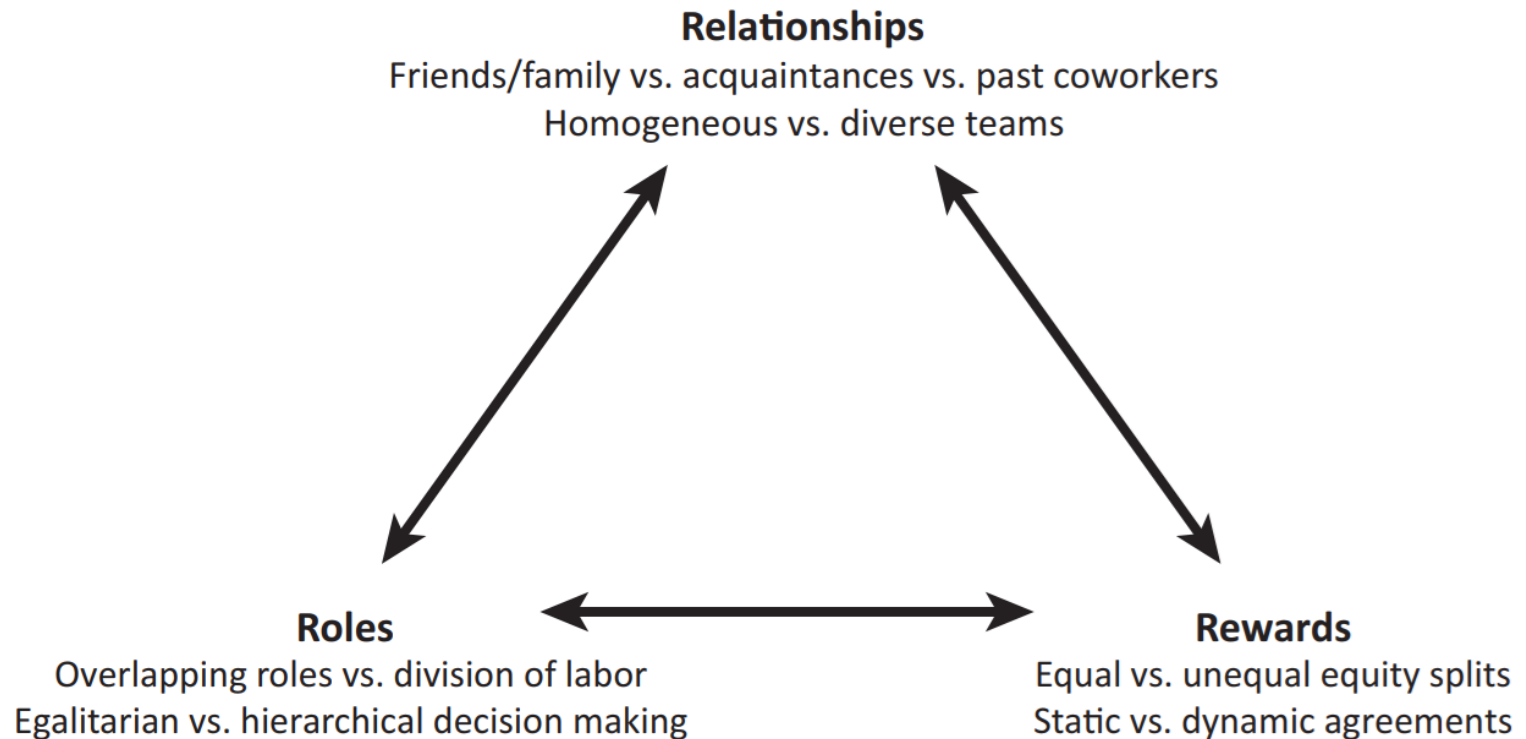 Relationships
Friends/family vs. acquaintances vs. past coworkers
Homogeneous vs. diverse teams
Roles
Overlapping roles vs. division of labor
Egalitarian vs. hierarchical decision making
Rewards
Equal vs. unequal equity splits
Static vs. dynamic agreements